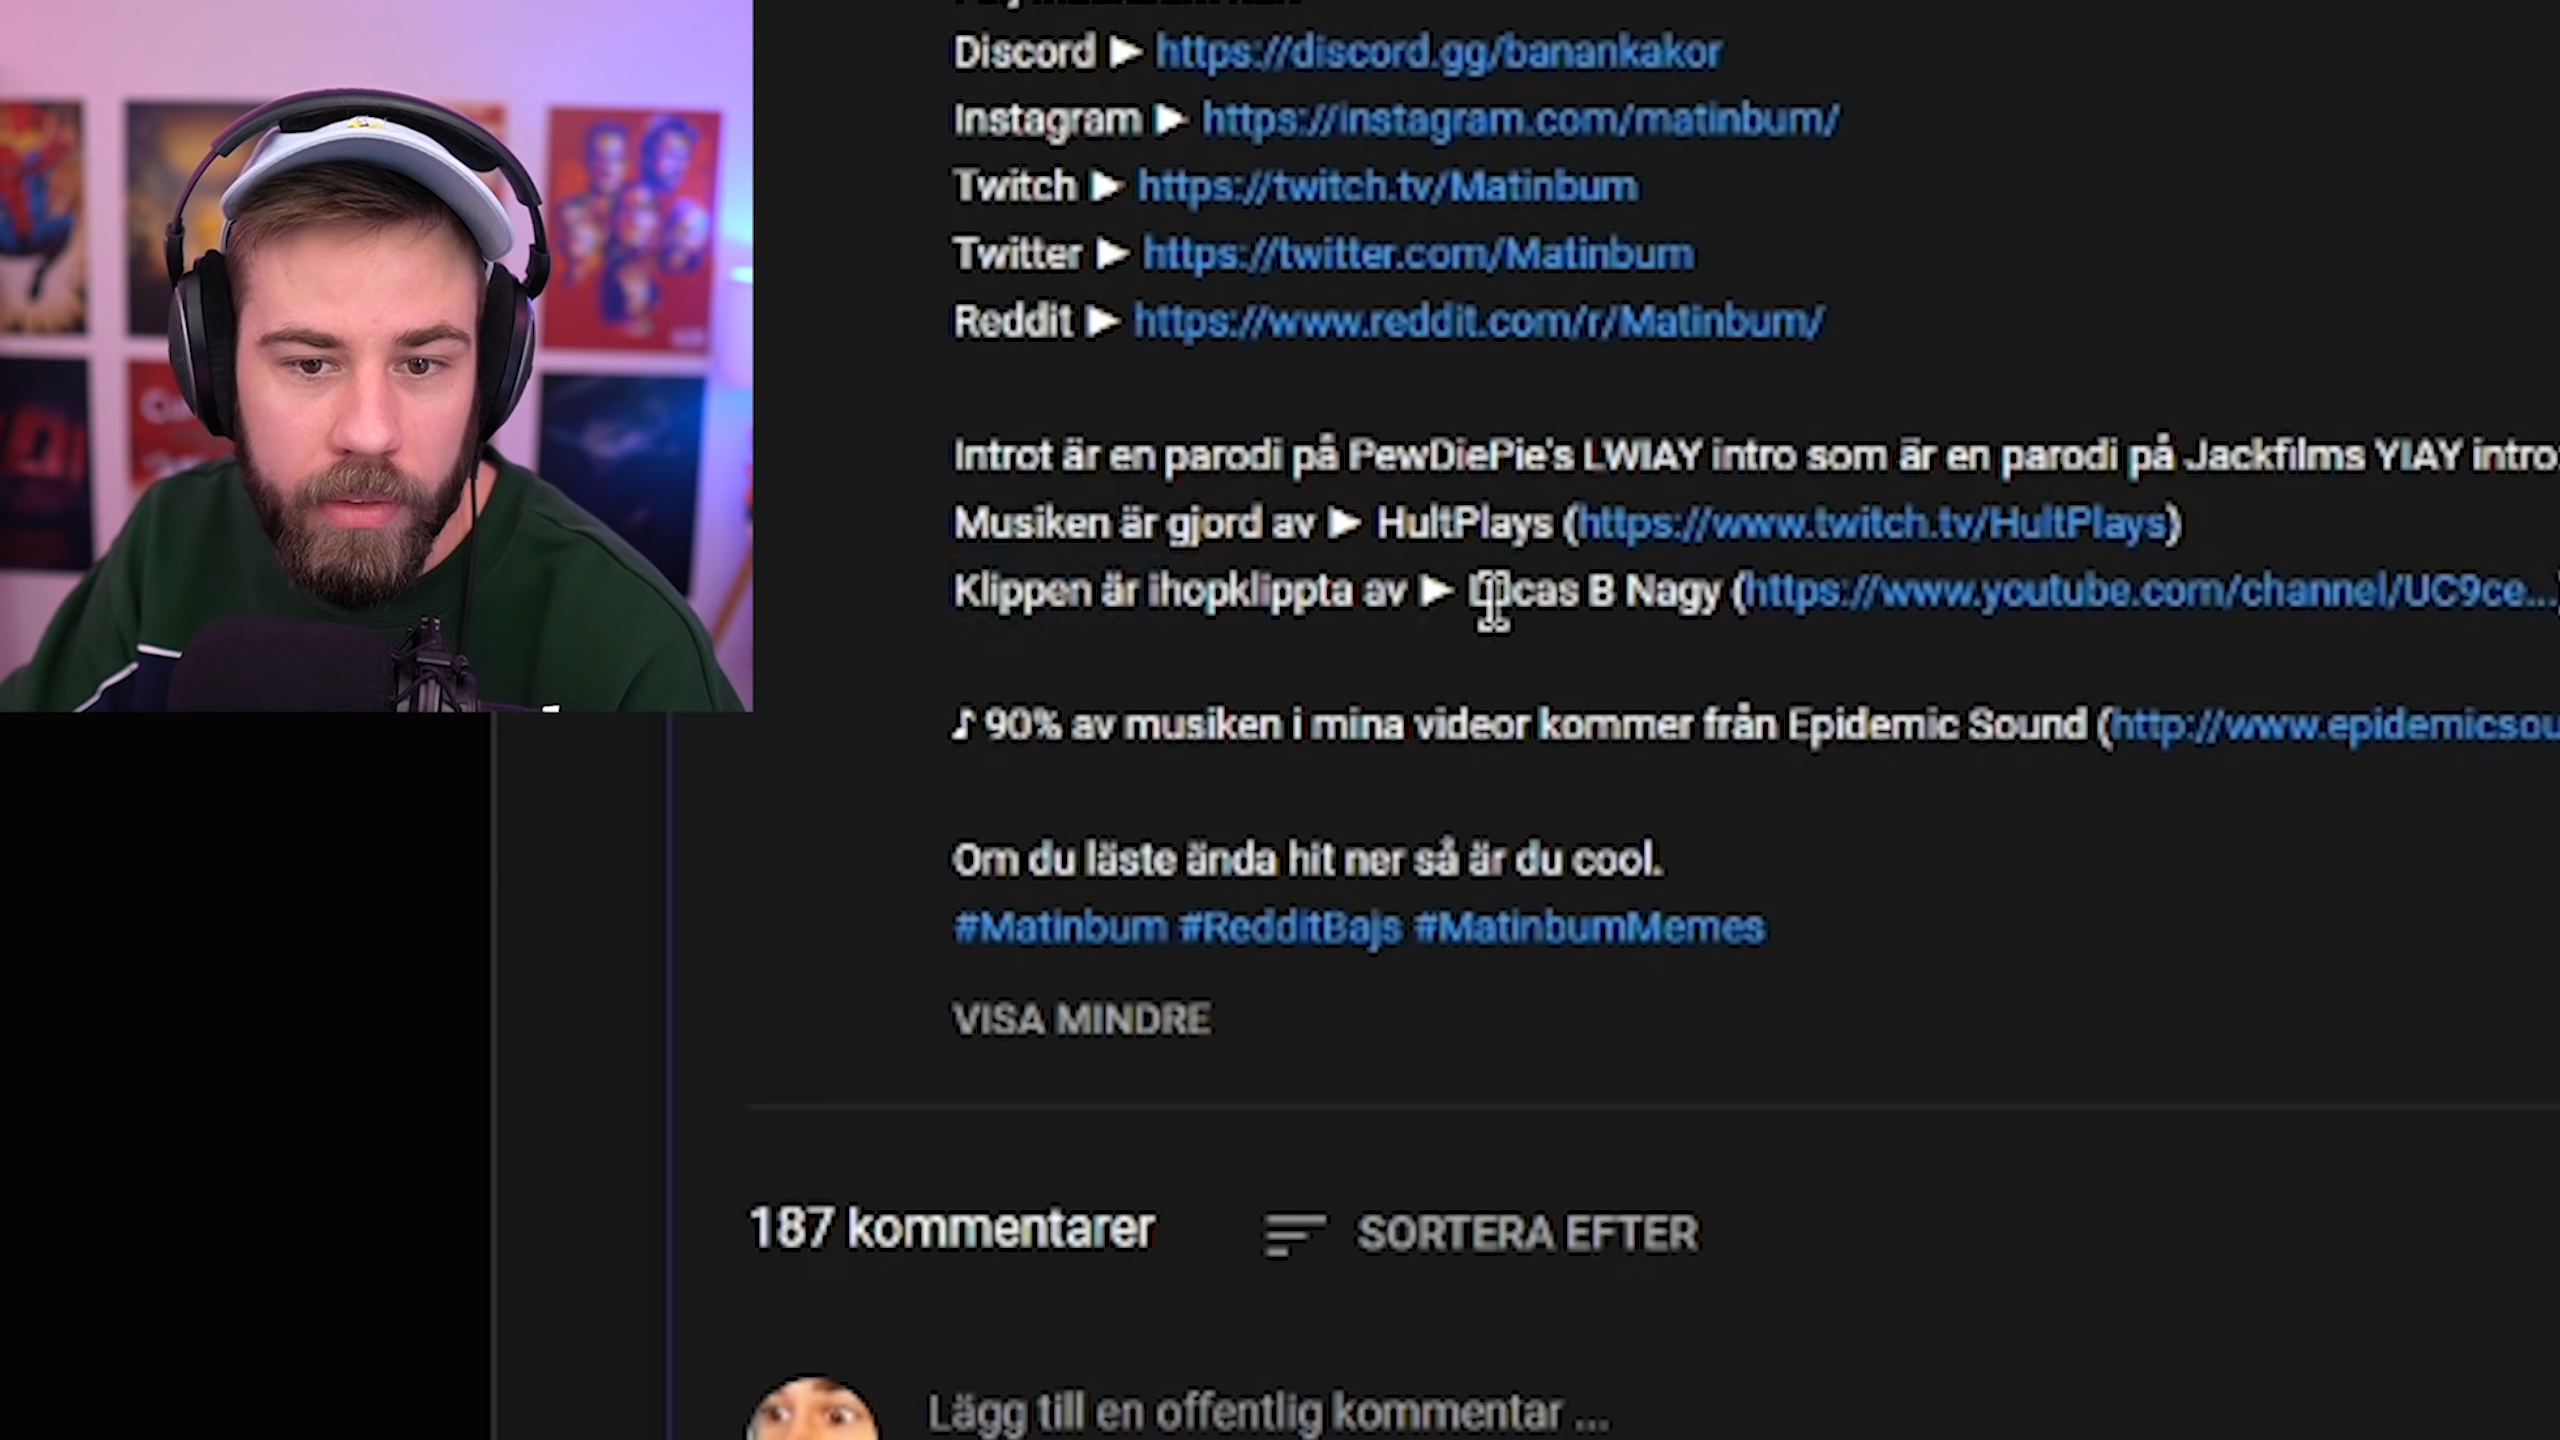 Discord ► https://discord.gg/banankakor
Instagram ► https://instagram.com/matinbum/
Twitch ► https://twitch.tv/Matinbum
Twitter ► https://twitter.com/Matinbum
Reddit ► https://www.reddit.com/r/Matinbum/
Introt är en parodi på PewDiePie's LWIAY intro som är en parodi på Jackfilms YIAY intro
Musiken är gjord av ► HultPlays (https://www.twitch.tv/HultPlays)
Klippen är ihopklippta av ► Lucas B Nagy (https://www.youtube.com/channel/UC9ce...)
♪ 90% av musiken i mina videor kommer från Epidemic Sound (http://www.epidemicsou
Om du läste ända hit ner så är du cool.
#Matinbum #RedditBajs #MatinbumMemes
VISA MINDRE
187 kommentarer
SORTERA EFTER
Lägg till en offentlig kommentar ...